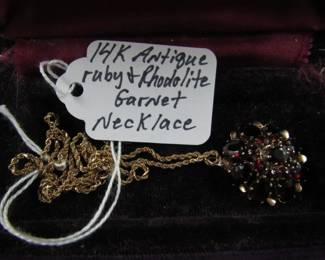 14K Antique
ruby & Rhodolite
Garnet
Necklace